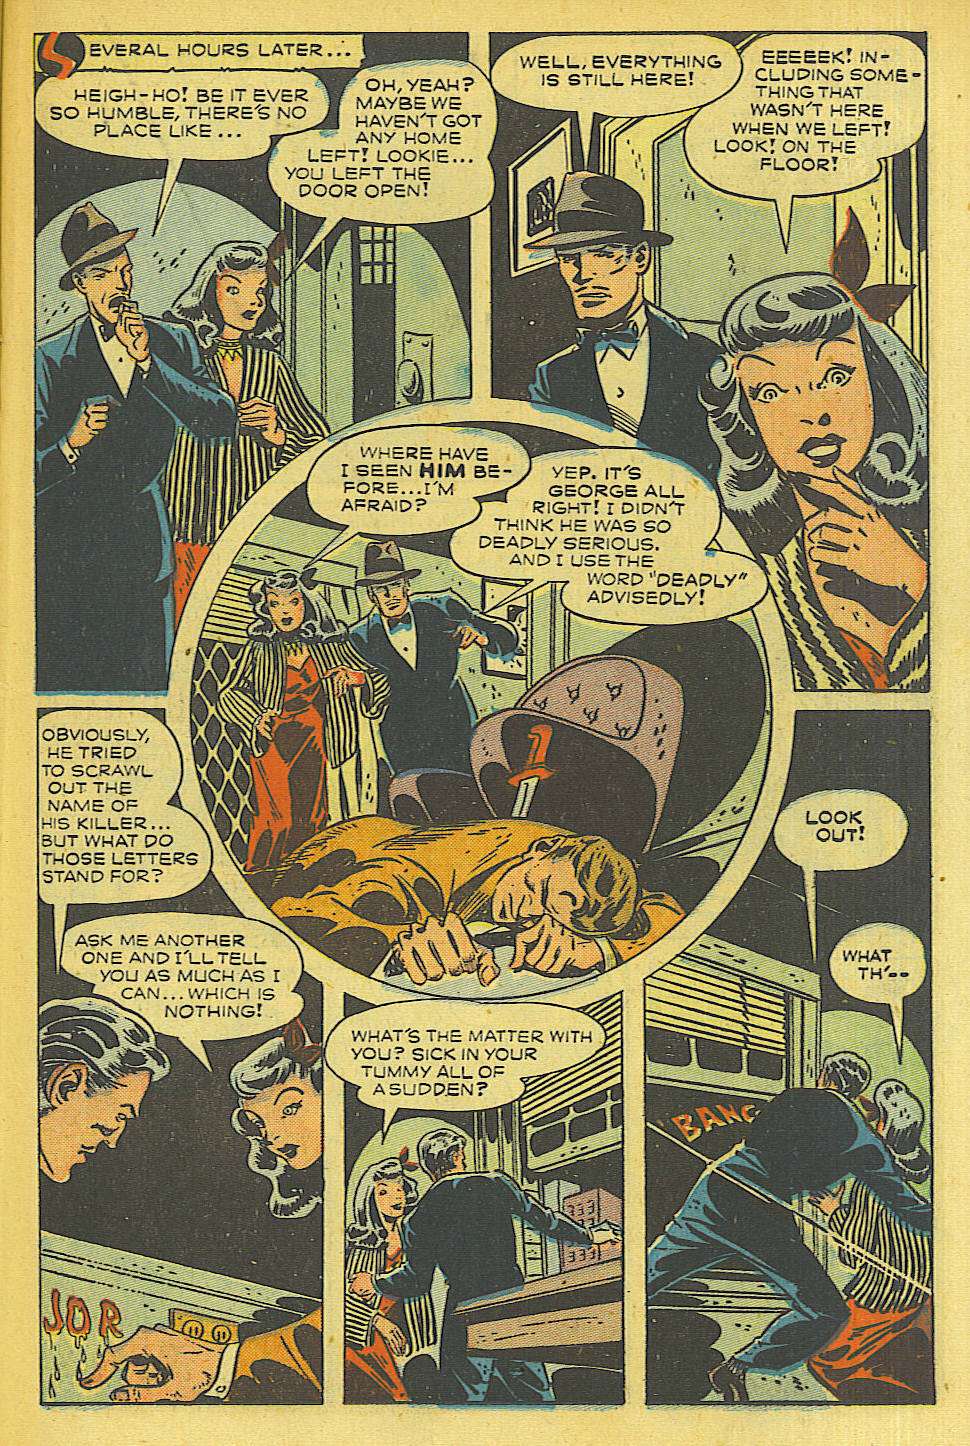 SEVERAL HOURS LATER...
HEIGH-HO! BE IT EVER
SO HUMBLE, THERE'S NO
PLACE LIKE...
OH, YEAH?
MAYBE WE
HAVEN'T GOT
ANY HOME
LEFT! LOOKIE...
YOU LEFT THE
DOOR OPEN!
WELL, EVERYTHING
IS STILL HERE!
EEEEEK! IN-
CLUDING SOME-
THING THAT
WASN'T HERE
WHEN WE LEFT!
LOOK! ON THE
FLOOR!
WHERE HAVE
I SEEN HIM BE-
FORE...I'M
AFRAID?
YEP. IT'S
GEORGE ALL
RIGHT! I DIDN'T
THINK HE WAS SO
DEADLY SERIOUS.
AND I USE THE
WORD "DEADLY"
ADVISEDLY!
OBVIOUSLY,
HE TRIED
TO SCRAWL
OUT THE
NAME OF
HIS KILLER...
BUT WHAT DO
THOSE LETTERS
STAND FOR?
ASK ME ANOTHER
ONE AND I'LL TELL
YOU AS MUCH AS I
CAN...WHICH IS
NOTHING!
JOR
WHAT'S THE MATTER WITH
YOU? SICK IN YOUR
TUMMY ALL OF
A SUDDEN?
LOOK
OUT!
WHAT
TH'--
BANG